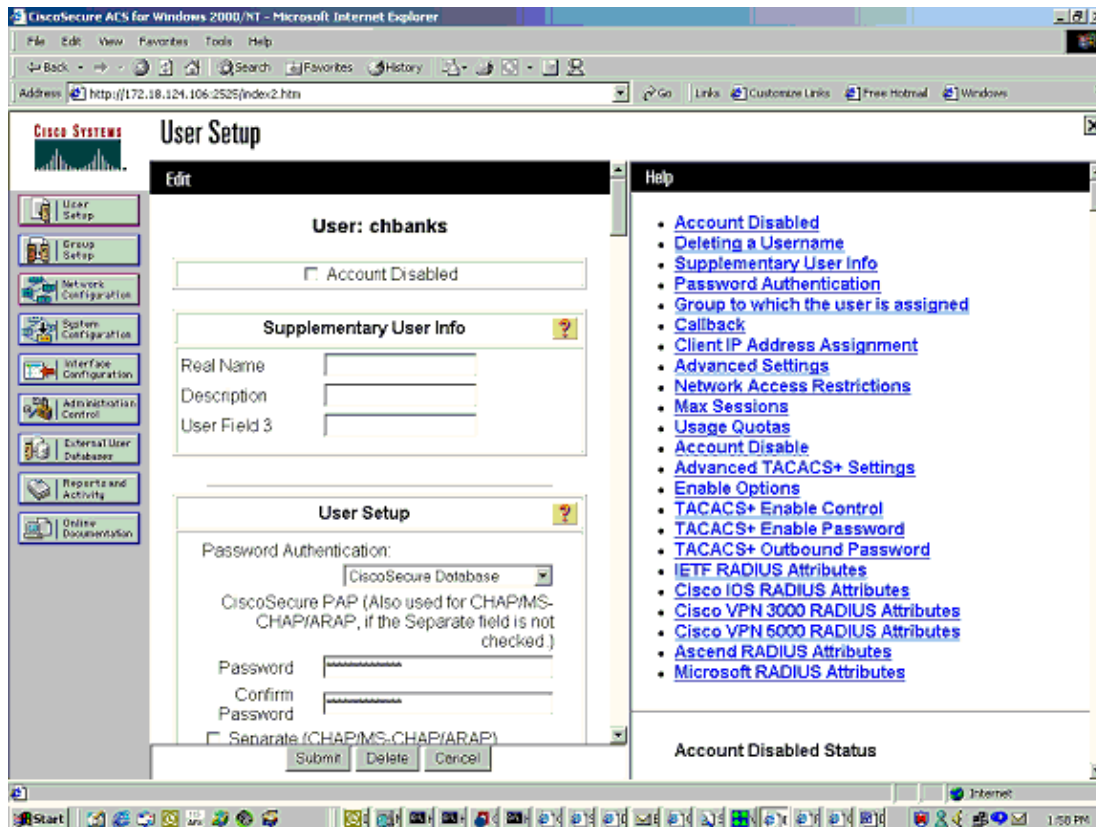 CiscoSecure ACS for Windows 2000/NT - Microsoft Internet Explorer
File Edit View Favorites Tools Help
Back Search Favorites History
Address http://172.18.124.106:2525/index2.htm Go Links Customize Links Free Hotmail Windows
CISCO SYSTEMS
User Setup
User Setup
Group Setup
Network Configuration
System Configuration
Interface Configuration
Administration Control
External User Databases
Reports and Activity
Online Documentation
Edit
User: chbanks
Account Disabled
Supplementary User Info ?
Real Name
Description
User Field 3
User Setup ?
Password Authentication:
CiscoSecure Database
CiscoSecure PAP (Also used for CHAP/MS-
CHAP/ARAP, if the Separate field is not
checked.)
Password
Confirm
Password
Separate (CHAP/MS-CHAP/ARAP)
Submit Delete Cancel
Help
Account Disabled
Deleting a Username
Supplementary User Info
Password Authentication
Group to which the user is assigned
Callback
Client IP Address Assignment
Advanced Settings
Network Access Restrictions
Max Sessions
Usage Quotas
Account Disable
Advanced TACACS+ Settings
Enable Options
TACACS+ Enable Control
TACACS+ Enable Password
TACACS+ Outbound Password
IETF RADIUS Attributes
Cisco IOS RADIUS Attributes
Cisco VPN 3000 RADIUS Attributes
Cisco VPN 5000 RADIUS Attributes
Ascend RADIUS Attributes
Microsoft RADIUS Attributes
Account Disabled Status
Internet
Start 1:50 PM